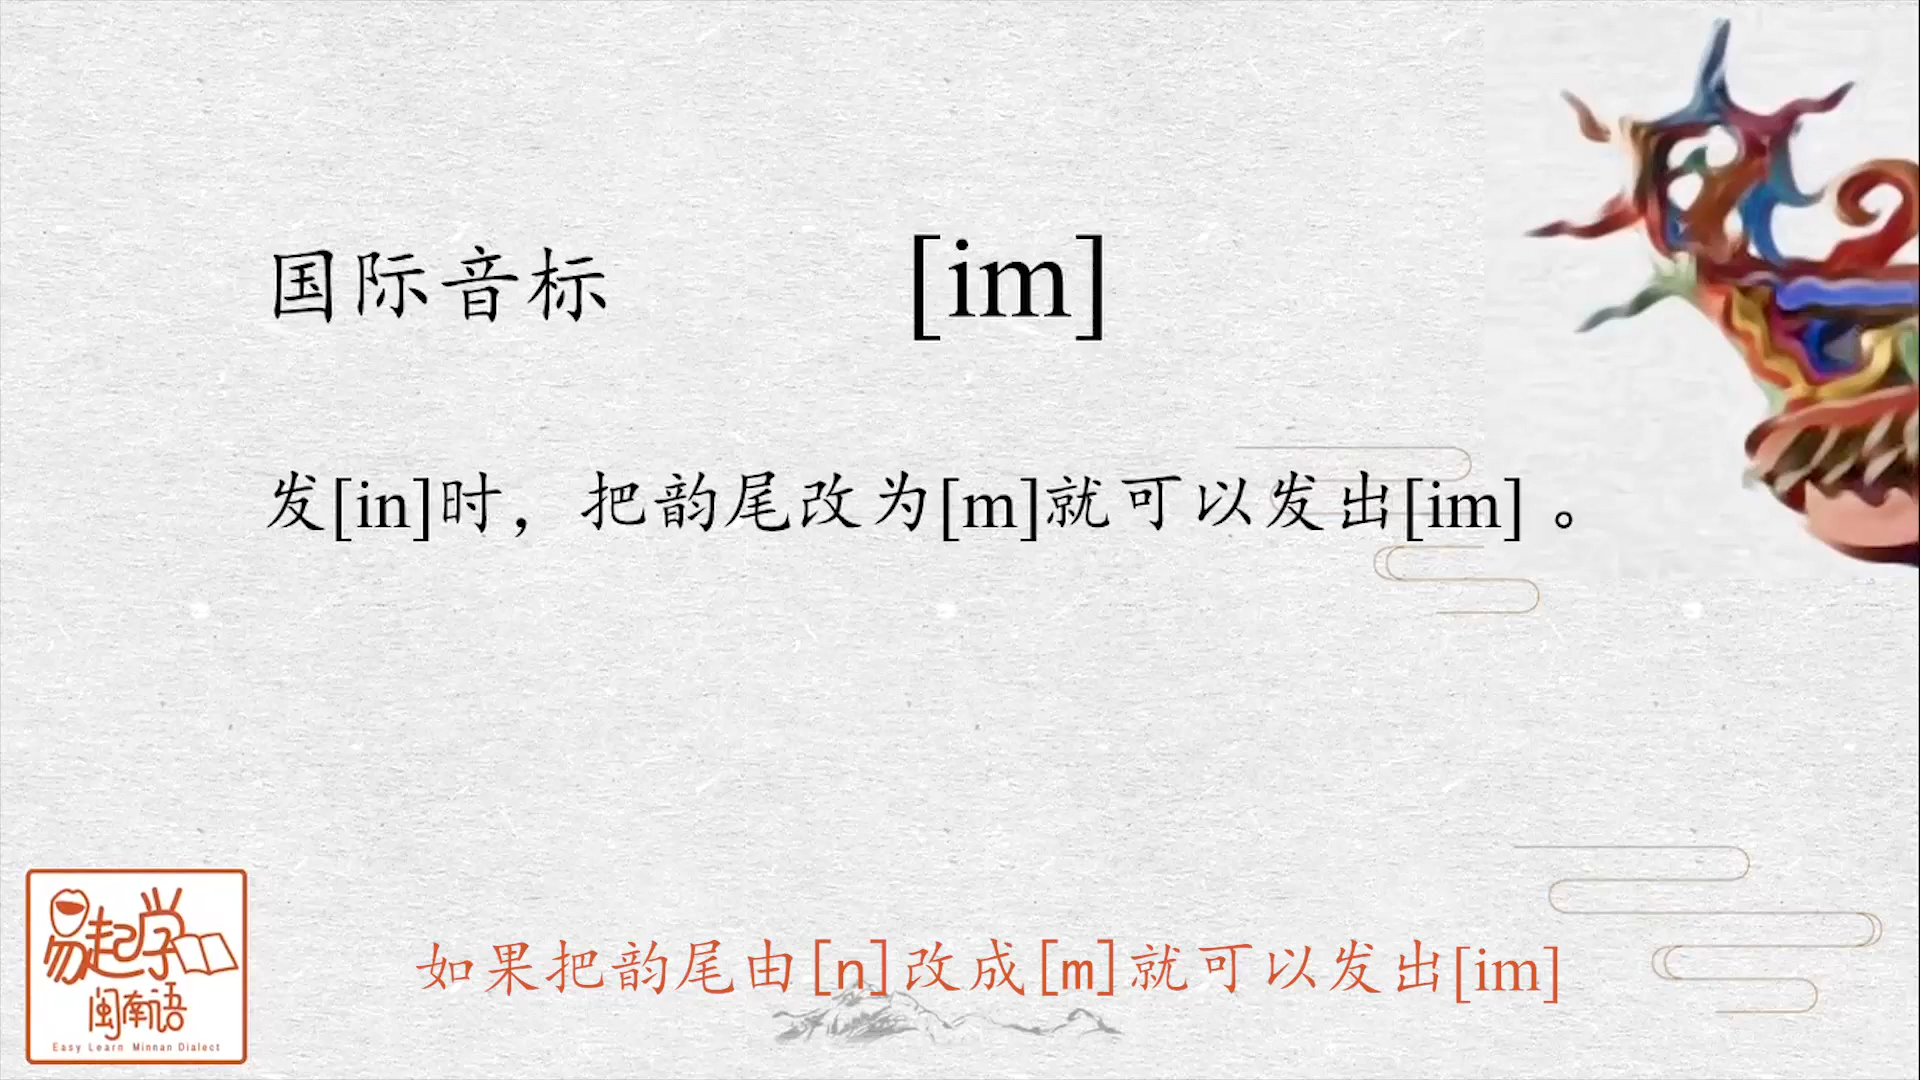 国际音标 [im]
发[in]时，把韵尾改为[m]就可以发出[im] 。
易起学
闽南语
Easy Learn Minnan Dialect
如果把韵尾由[n]改成[m]就可以发出[im]